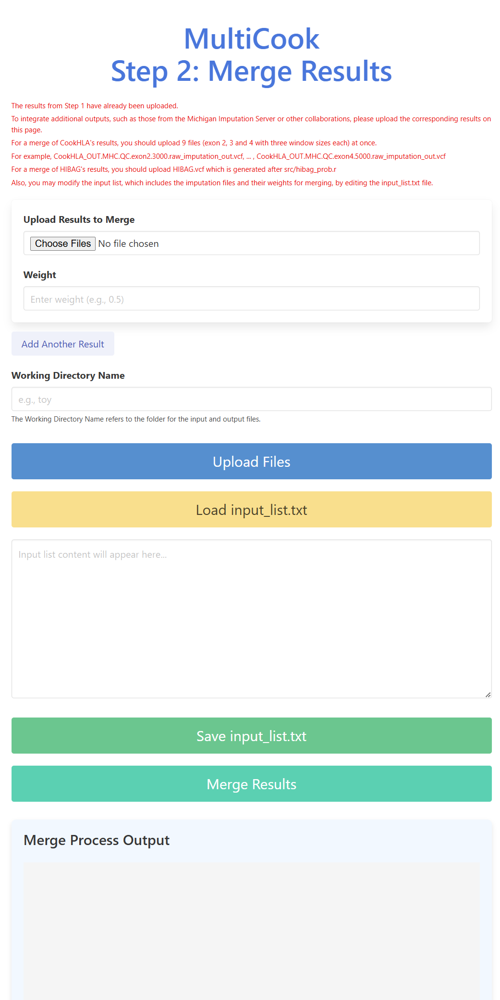 MultiCook
Step 2: Merge Results
The results from Step 1 have already been uploaded.
To integrate additional outputs, such as those from the Michigan Imputation Server or other collaborations, please upload the corresponding results on
this page.
For a merge of CookHLA's results, you should upload 9 files (exon 2, 3 and 4 with three window sizes each) at once.
For example, CookHLA_OUT.MHC.QC.exon2.3000.raw_imputation_out.vcf, ... , CookHLA_OUT.MHC.QC.exon4.5000.raw_imputation_out.vcf
For a merge of HIBAG's results, you should upload HIBAG.vcf which is generated after src/hibag_prob.r
Also, you may modify the input list, which includes the imputation files and their weights for merging, by editing the input_list.txt file.
Upload Results to Merge
Choose Files No file chosen
Weight
Enter weight (e.g., 0.5)
Add Another Result
Working Directory Name
e.g., toy
The Working Directory Name refers to the folder for the input and output files.
Upload Files
Load input_list.txt
Input list content will appear here...
Save input_list.txt
Merge Results
Merge Process Output